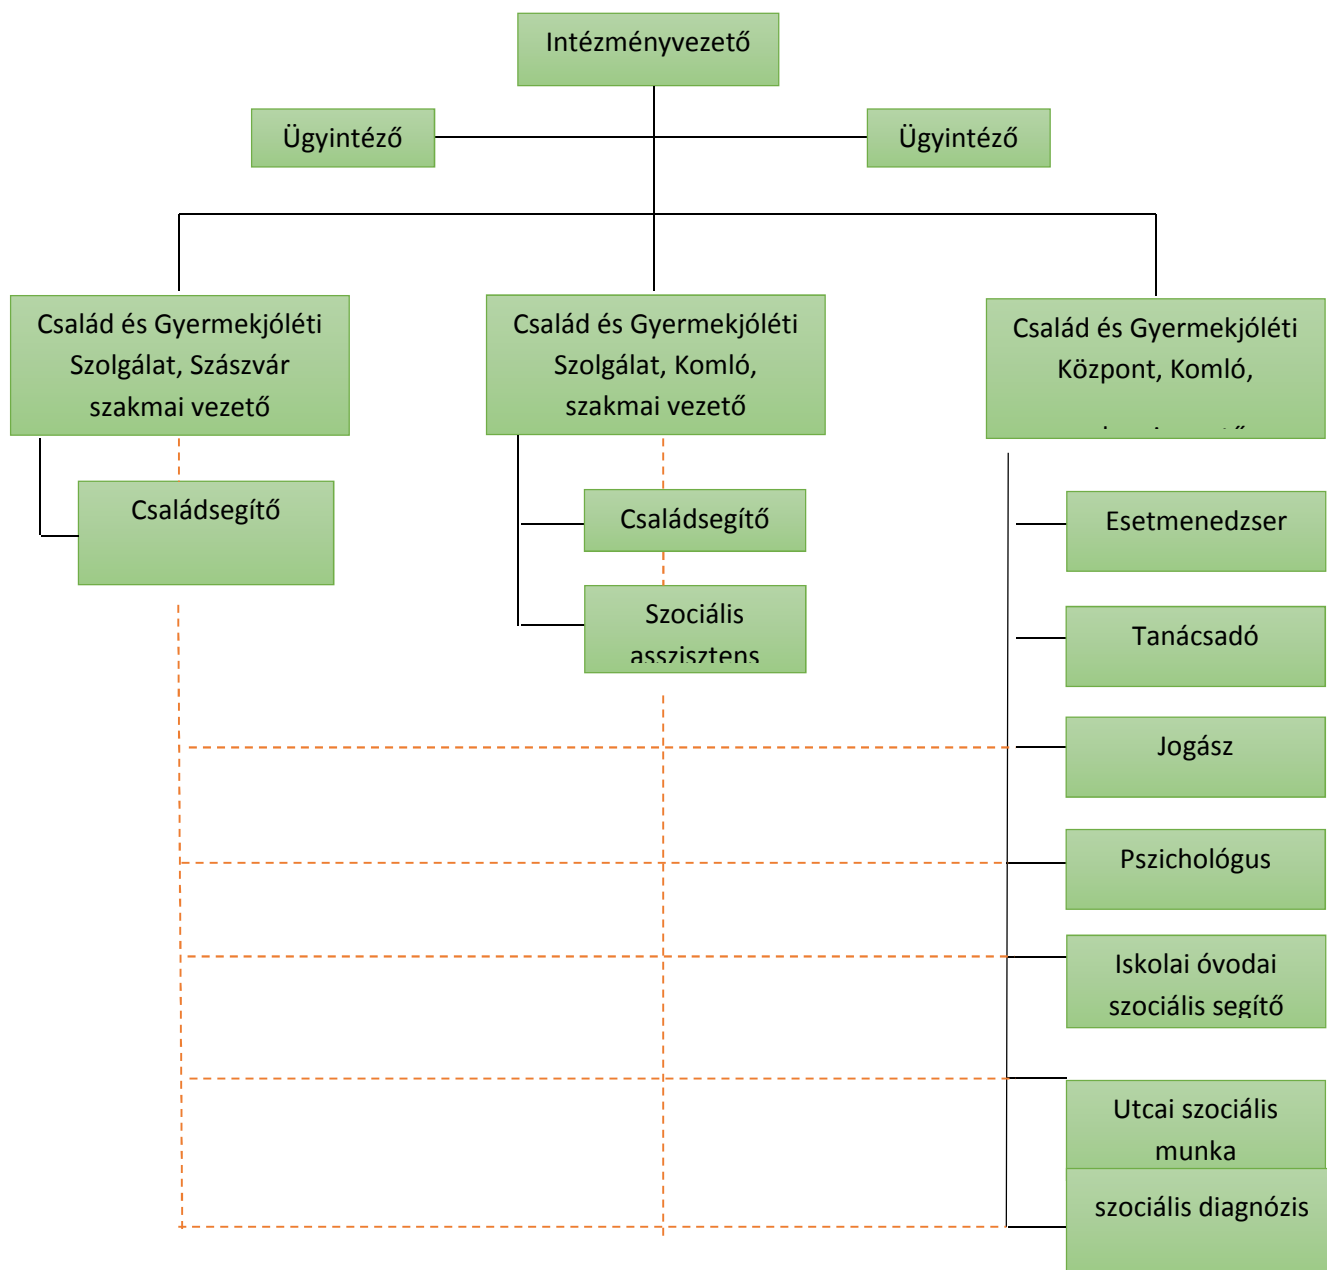 Intézményvezető
Ügyintéző
Ügyintéző
Család és Gyermekjóléti
Szolgálat, Szászvár
szakmai vezető
Család és Gyermekjóléti
Szolgálat, Komló,
szakmai vezető
Család és Gyermekjóléti
Központ, Komló,
Családsegítő
Családsegítő
Szociális
asszisztens
Esetmenedzser
Tanácsadó
Jogász
Pszichológus
Iskolai óvodai
szociális segítő
Utcai szociális
munka
szociális diagnózis